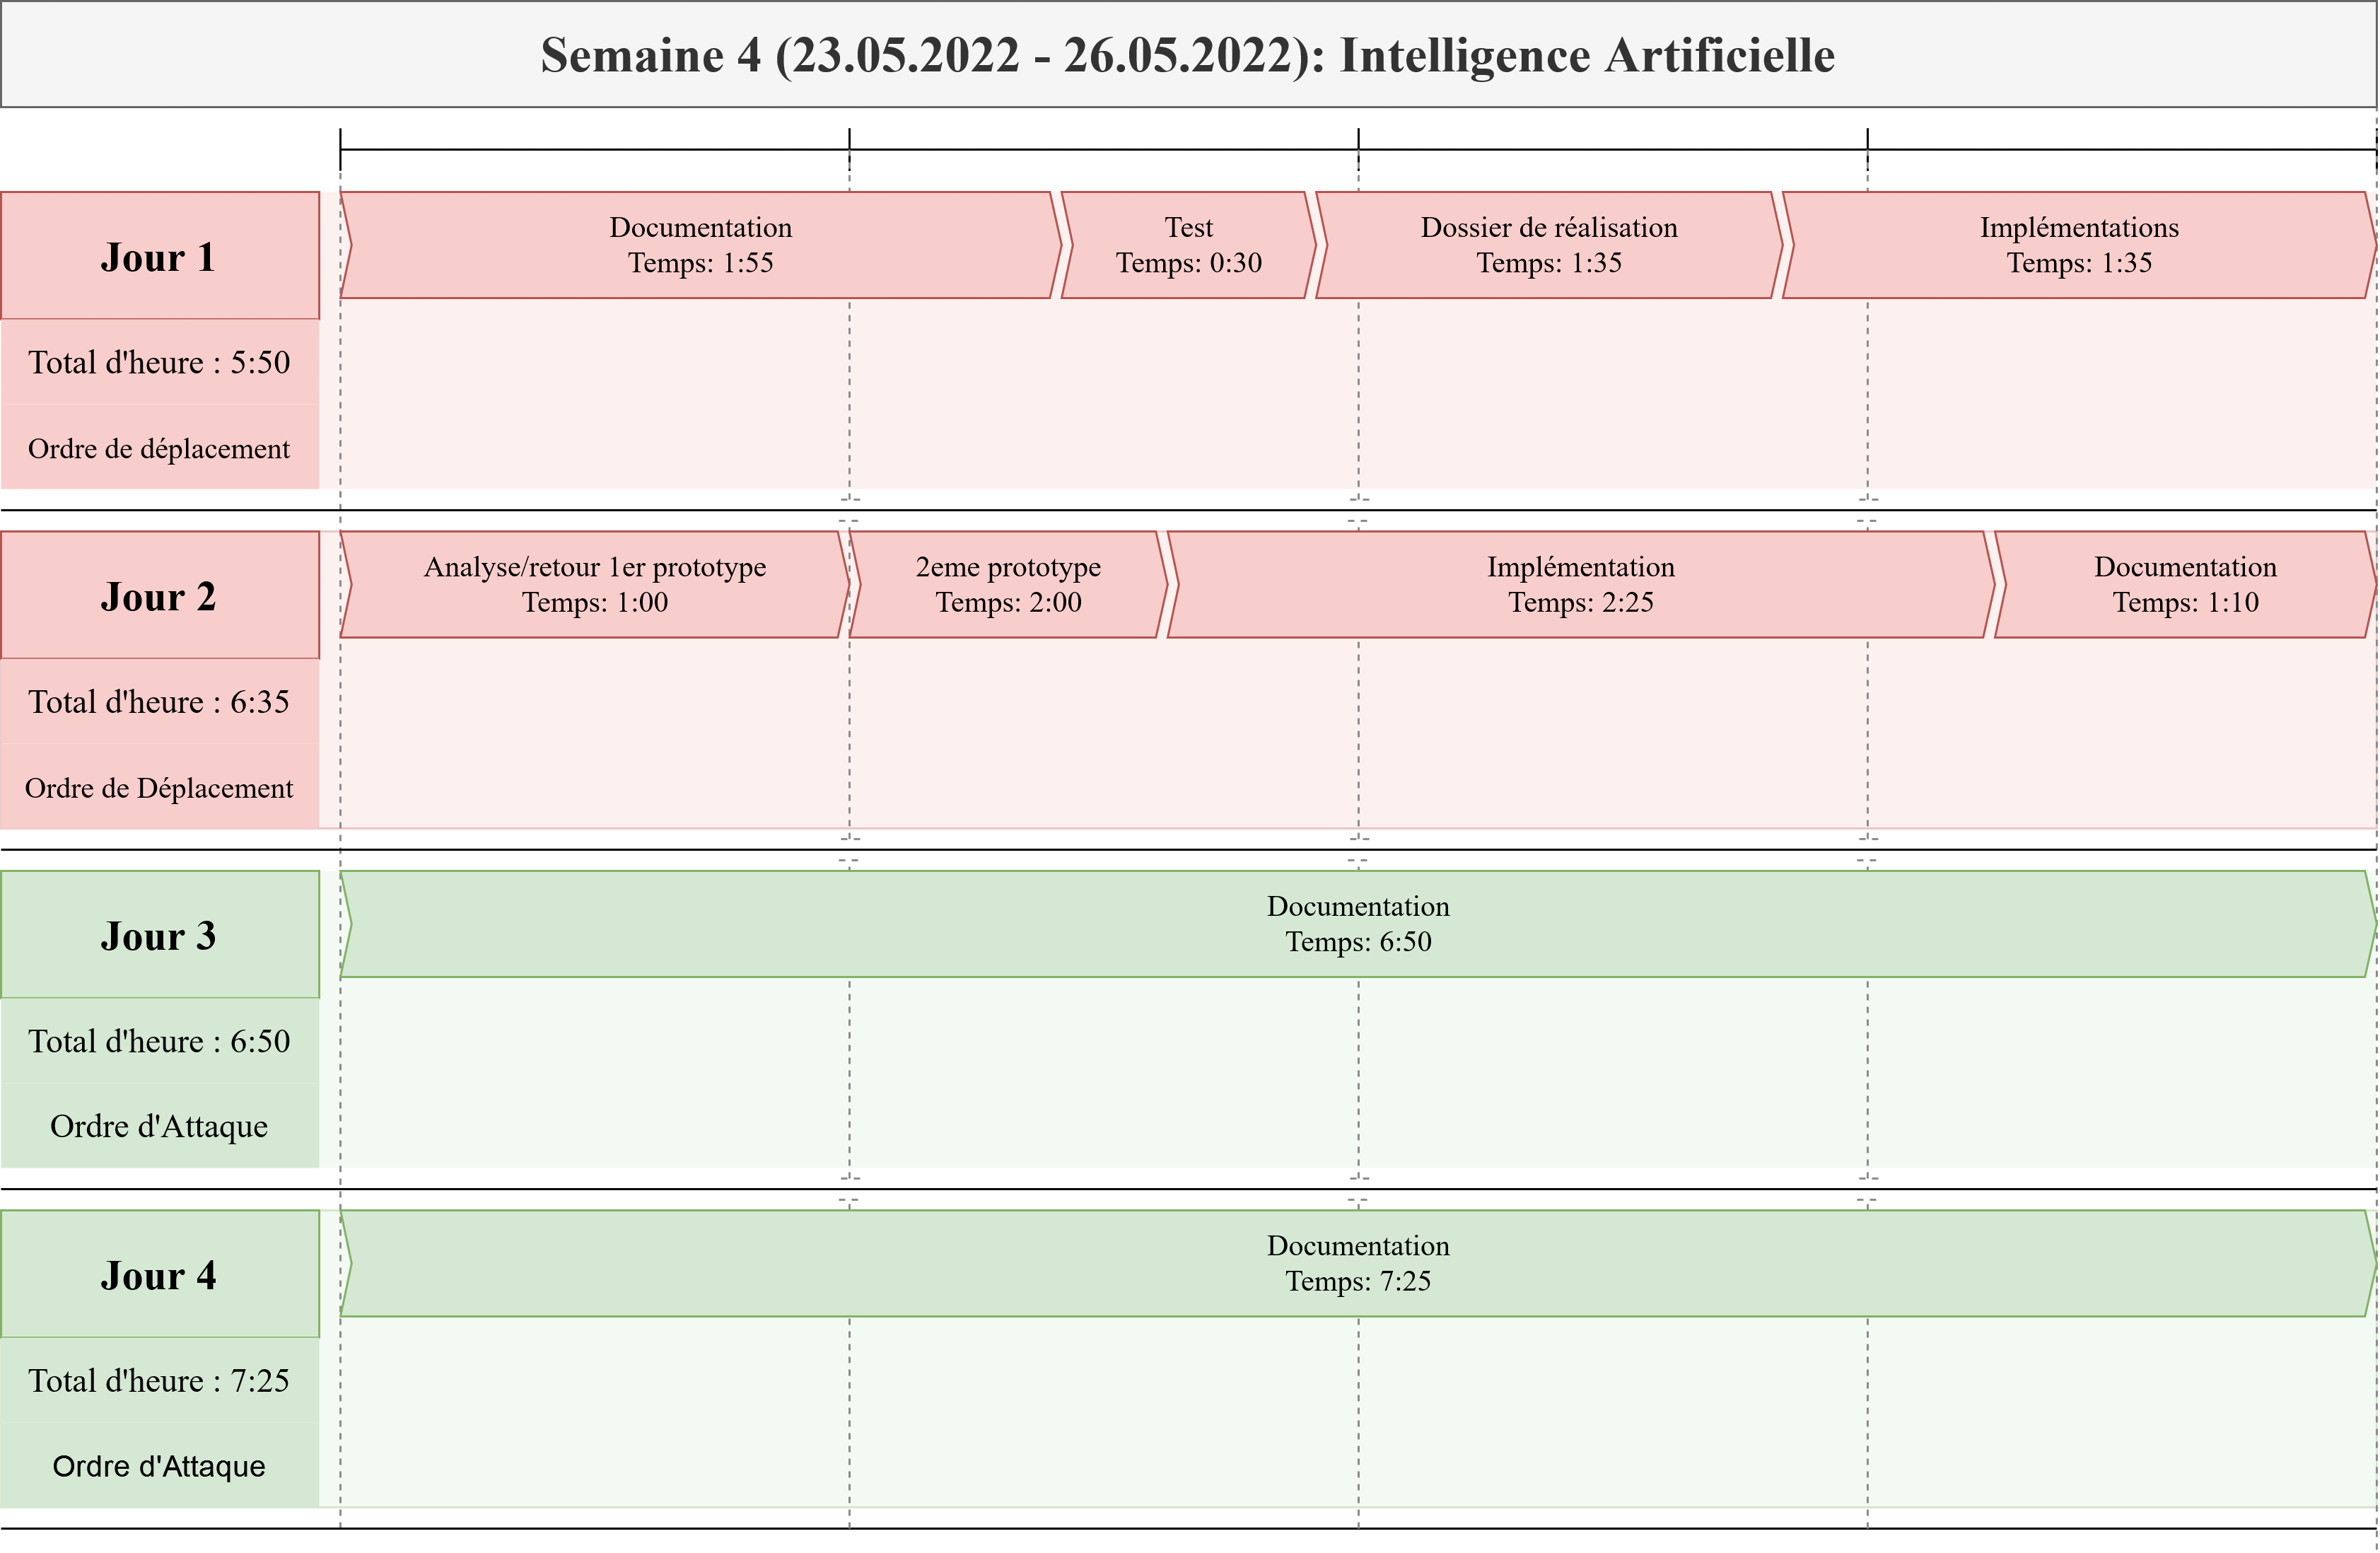 Semaine 4 (23.05.2022 - 26.05.2022): Intelligence Artificielle
Jour 1
Total d'heure : 5:50
Ordre de déplacement
Documentation
Temps: 1:55
Test
Temps: 0:30
Dossier de réalisation
Temps: 1:35
Implémentations
Temps: 1:35
Jour 2
Total d'heure : 6:35
Ordre de Déplacement
Analyse/retour 1er prototype
Temps: 1:00
2eme prototype
Temps: 2:00
Implémentation
Temps: 2:25
Documentation
Temps: 1:10
Jour 3
Total d'heure : 6:50
Ordre d'Attaque
Documentation
Temps: 6:50
Jour 4
Total d'heure : 7:25
Ordre d'Attaque
Documentation
Temps: 7:25